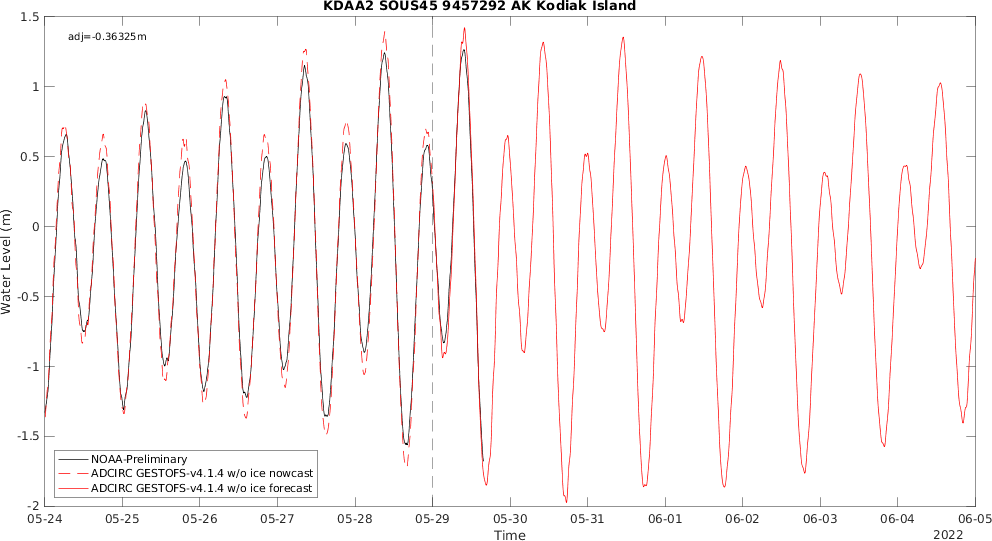 KDAA2 SOUS45 9457292 AK Kodiak Island
adj=-0.36325m
1.5
1
0.5
0
-0.5
-1
-1.5
-2
Water Level (m)
NOAA-Preliminary
ADCIRC GESTOFS-v4.1.4 w/o ice nowcast
ADCIRC GESTOFS-v4.1.4 w/o ice forecast
05-24 05-25 05-26 05-27 05-28 05-29 05-30 05-31 06-01 06-02 06-03 06-04 06-05
Time
2022